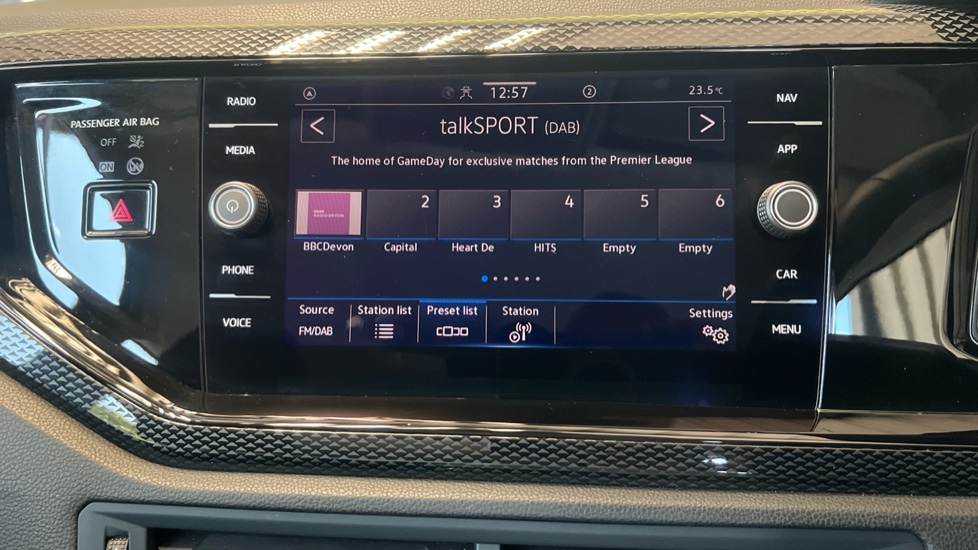 PASSENGER AIR BAG
OFF
ON
RADIO
MEDIA
PHONE
VOICE
12:57
2
23.5°C
< talkSPORT (DAB) >
The home of GameDay for exclusive matches from the Premier League
2 3 4 5 6
BBCDevon Capital Heart De HITS Empty Empty
Source Station list Preset list Station Settings
FM/DAB
NAV
APP
CAR
MENU